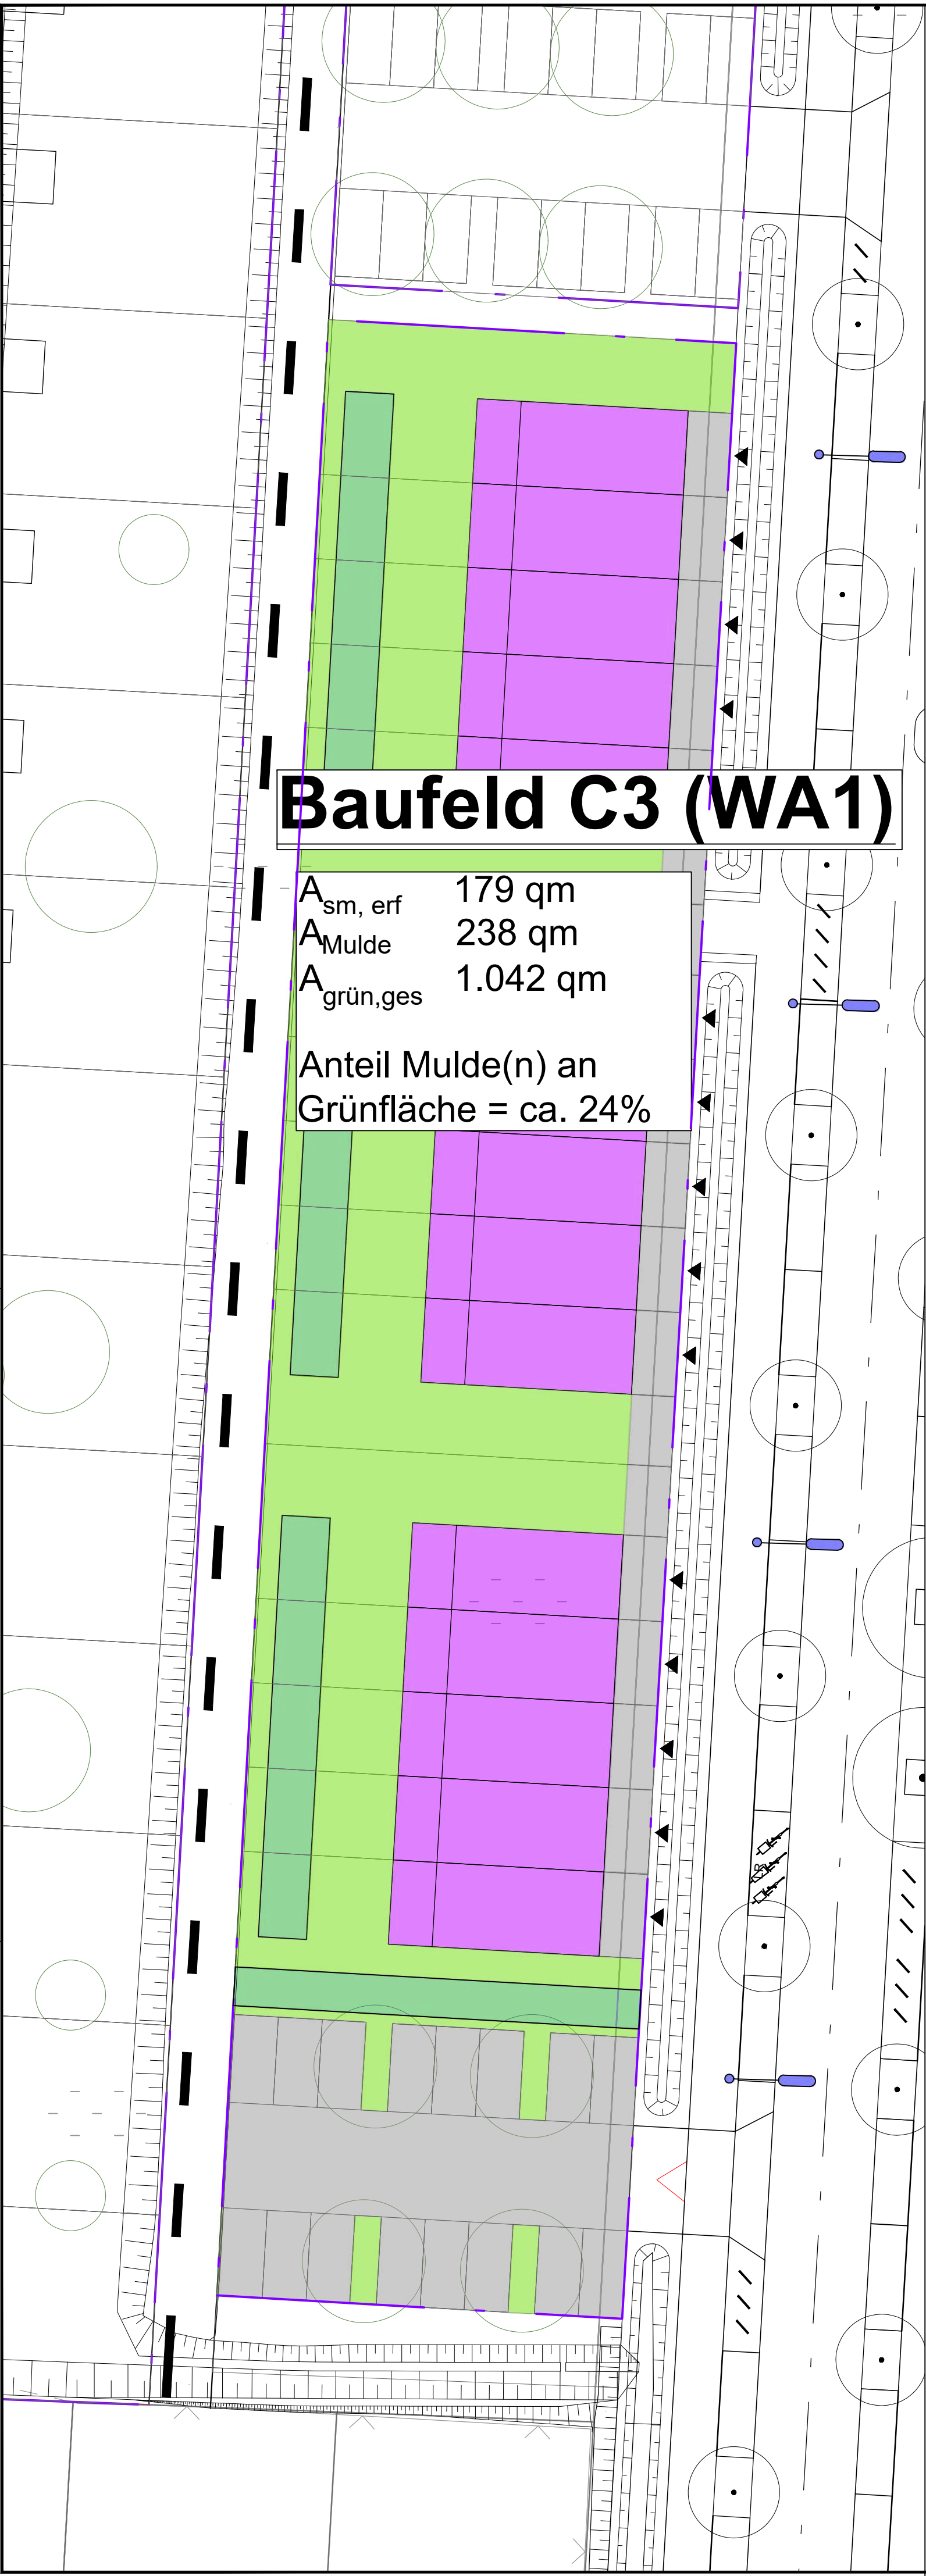 Baufeld C3 (WA1)
Asm, erf 179 qm
AMulde 238 qm
Agrün,ges 1.042 qm
Anteil Mulde(n) an
Grünfläche = ca. 24%